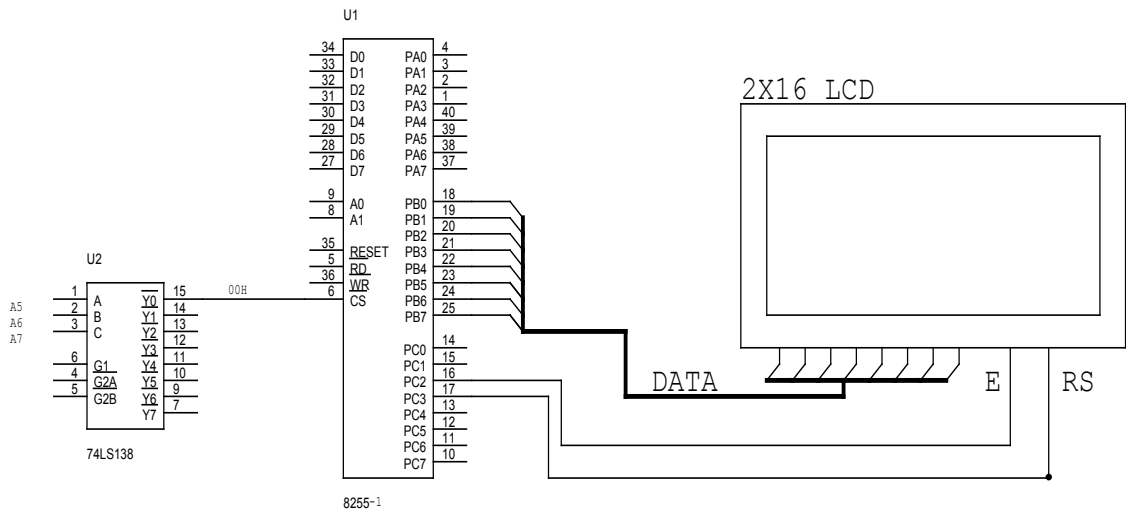 U1
34 D0 PA0 4
33 D1 PA1 3
32 D2 PA2 2
31 D3 PA3 1
30 D4 PA4 40
29 D5 PA5 39
28 D6 PA6 38
27 D7 PA7 37
9 A0 PB0 18
8 A1 PB1 19
PB2 20
35 RESET PB3 21
5 RD PB4 22
36 WR PB5 23
6 CS PB6 24
PB7 25
PC0 14
PC1 15
PC2 16
PC3 17
PC4 13
PC5 12
PC6 11
PC7 10
8255-1
U2
A5 1 A Y0 15 00H
A6 2 B Y1 14
A7 3 C Y2 13
Y3 12
6 G1 Y4 11
4 G2A Y5 10
5 G2B Y6 9
Y7 7
74LS138
2X16 LCD
DATA E RS